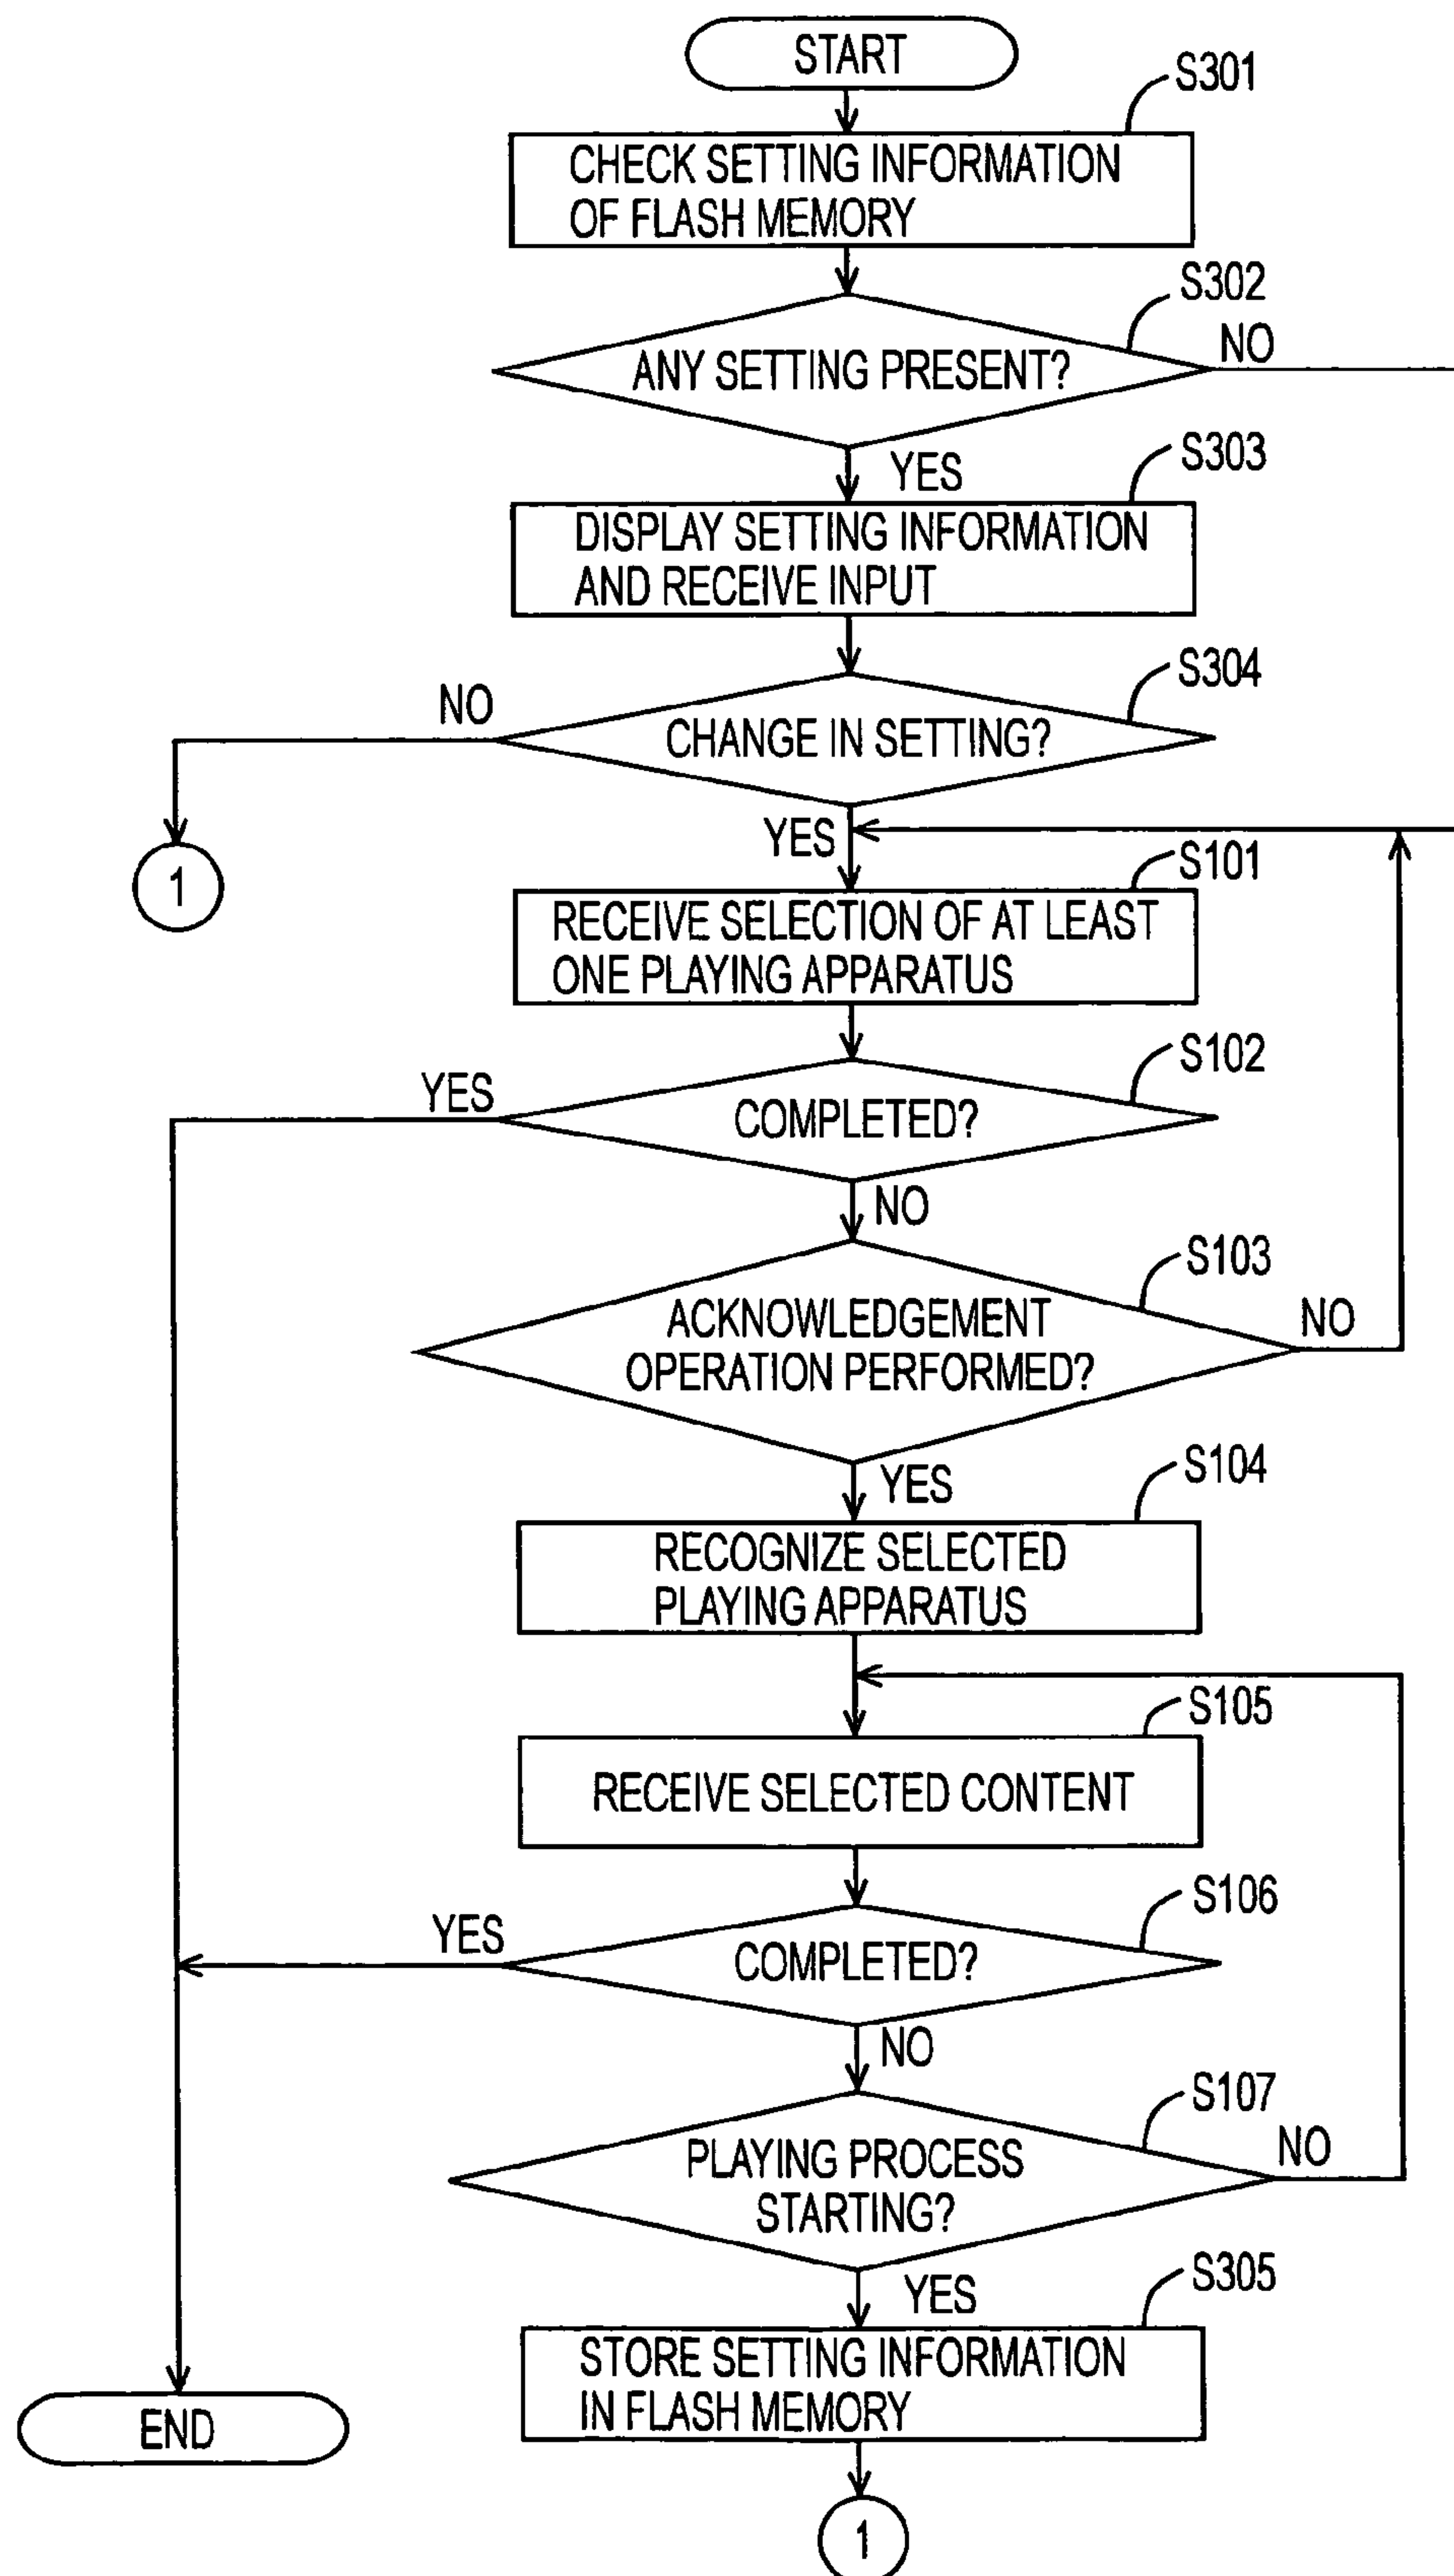 START
S301
CHECK SETTING INFORMATION
OF FLASH MEMORY
S302
ANY SETTING PRESENT?
NO
YES
S303
DISPLAY SETTING INFORMATION
AND RECEIVE INPUT
S304
NO
CHANGE IN SETTING?
YES
1
S101
RECEIVE SELECTION OF AT LEAST
ONE PLAYING APPARATUS
S102
YES
COMPLETED?
NO
S103
ACKNOWLEDGEMENT
OPERATION PERFORMED?
NO
YES
S104
RECOGNIZE SELECTED
PLAYING APPARATUS
S105
RECEIVE SELECTED CONTENT
S106
YES
COMPLETED?
NO
S107
PLAYING PROCESS
STARTING?
NO
YES
S305
STORE SETTING INFORMATION
IN FLASH MEMORY
END
1